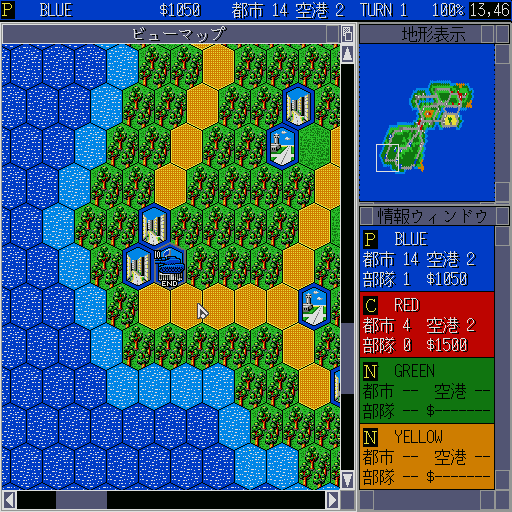 P BLUE $1050 都市 14 空港 2 TURN 1 100% 13,46
ビューマップ
地形表示
情報ウィンドウ
P BLUE
都市 14 空港 2
部隊 1 $1050
C RED
都市 4 空港 2
部隊 0 $1500
N GREEN
都市 -- 空港 --
部隊 -- $-------
N YELLOW
都市 -- 空港 --
部隊 -- $-------
10
END